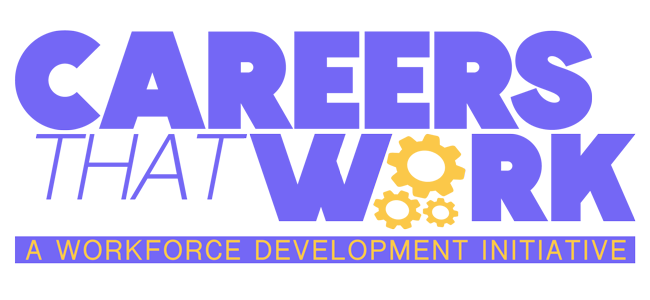 CAREERS
THAT WORK
A WORKFORCE DEVELOPMENT INITIATIVE